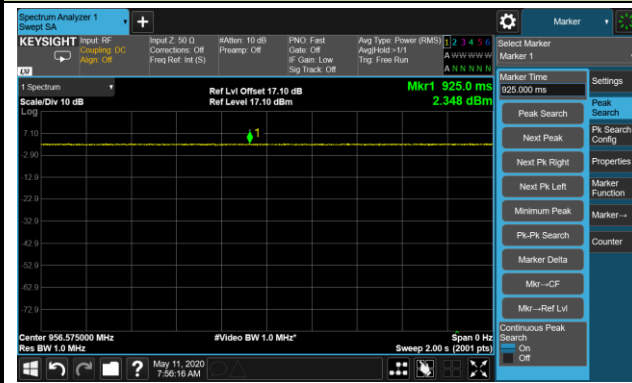 Spectrum Analyzer 1
Swept SA
Marker
KEYSIGHT
Input: RF
Coupling: DC
Align: Off
Input Z: 50 Ω
Corrections: Off
Freq Ref: Int (S)
#Atten: 10 dB
Preamp: Off
PNO: Fast
Gate: Off
IF Gain: Low
Sig Track: Off
Avg Type: Power (RMS)
Avg|Hold:>1/1
Trig: Free Run
1 2 3 4 5 6
A W W W W W
A N N N N N
LXI
Select Marker
Marker 1
1 Spectrum
Scale/Div 10 dB
Log
Ref Lvl Offset 17.10 dB
Ref Level 17.10 dBm
Mkr1 925.0 ms
2.348 dBm
1
7.10
-2.90
-12.9
-22.9
-32.9
-42.9
-52.9
-62.9
-72.9
Center 956.575000 MHz
Res BW 1.0 MHz
#Video BW 1.0 MHz*
Span 0 Hz
Sweep 2.00 s (2001 pts)
May 11, 2020
7:56:16 AM
?
Marker Time
925.000 ms
Peak Search
Next Peak
Next Pk Right
Next Pk Left
Minimum Peak
Pk-Pk Search
Marker Delta
Mkr→CF
Mkr→Ref Lvl
Continuous Peak
Search
On
Off
Settings
Peak
Search
Pk Search
Config
Properties
Marker
Function
Marker→
Counter